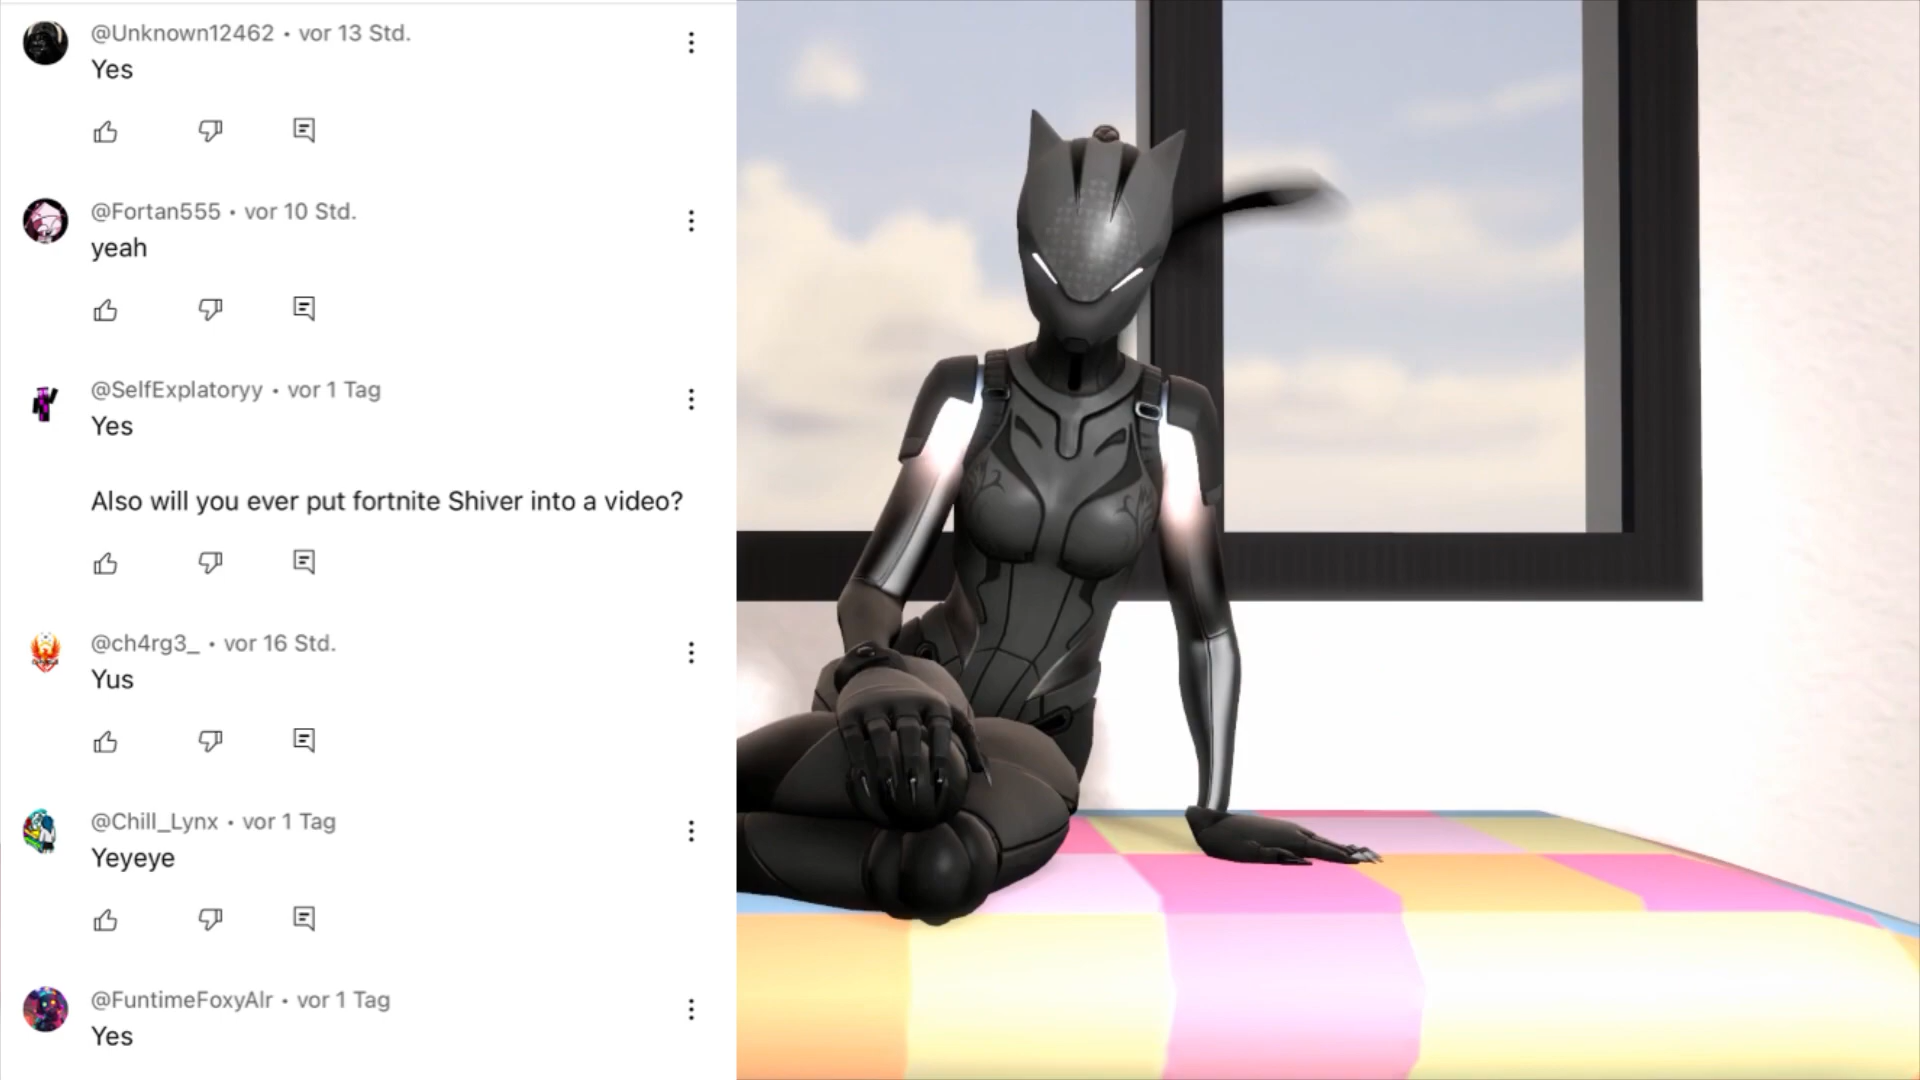 @Unknown12462 • vor 13 Std.
Yes
@Fortan555 • vor 10 Std.
yeah
@SelfExplatoryy • vor 1 Tag
Yes
Also will you ever put fortnite Shiver into a video?
@ch4rg3_ • vor 16 Std.
Yus
@Chill_Lynx • vor 1 Tag
Yeyeye
@FuntimeFoxyAlr • vor 1 Tag
Yes